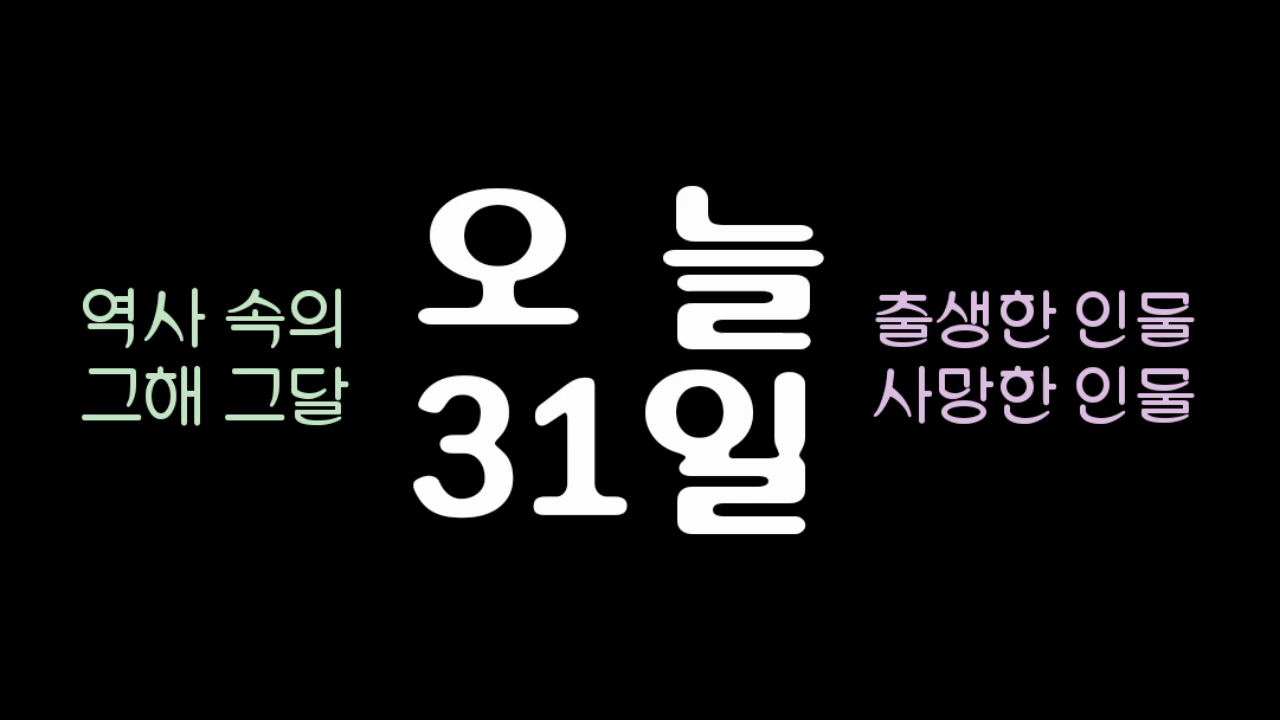 역사 속의
그해 그달
오 늘
31일
출생한 인물
사망한 인물